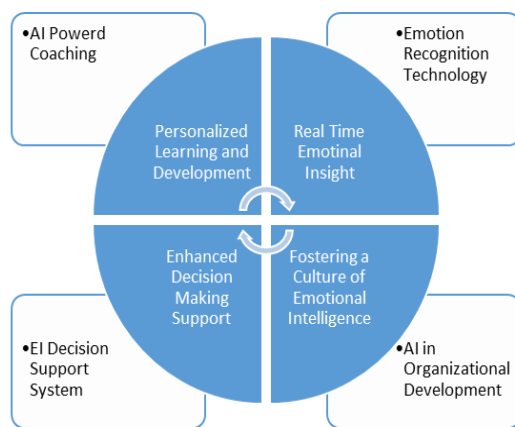 •AI Powerd
Coaching
•Emotion
Recognition
Technology
Personalized
Learning and
Development
Real Time
Emotinal
Insight
Enhanced
Decision
Making
Support
Fostering a
Culture of
Emotional
Intelligence
•EI Decision
Support
System
•AI in
Organizational
Development